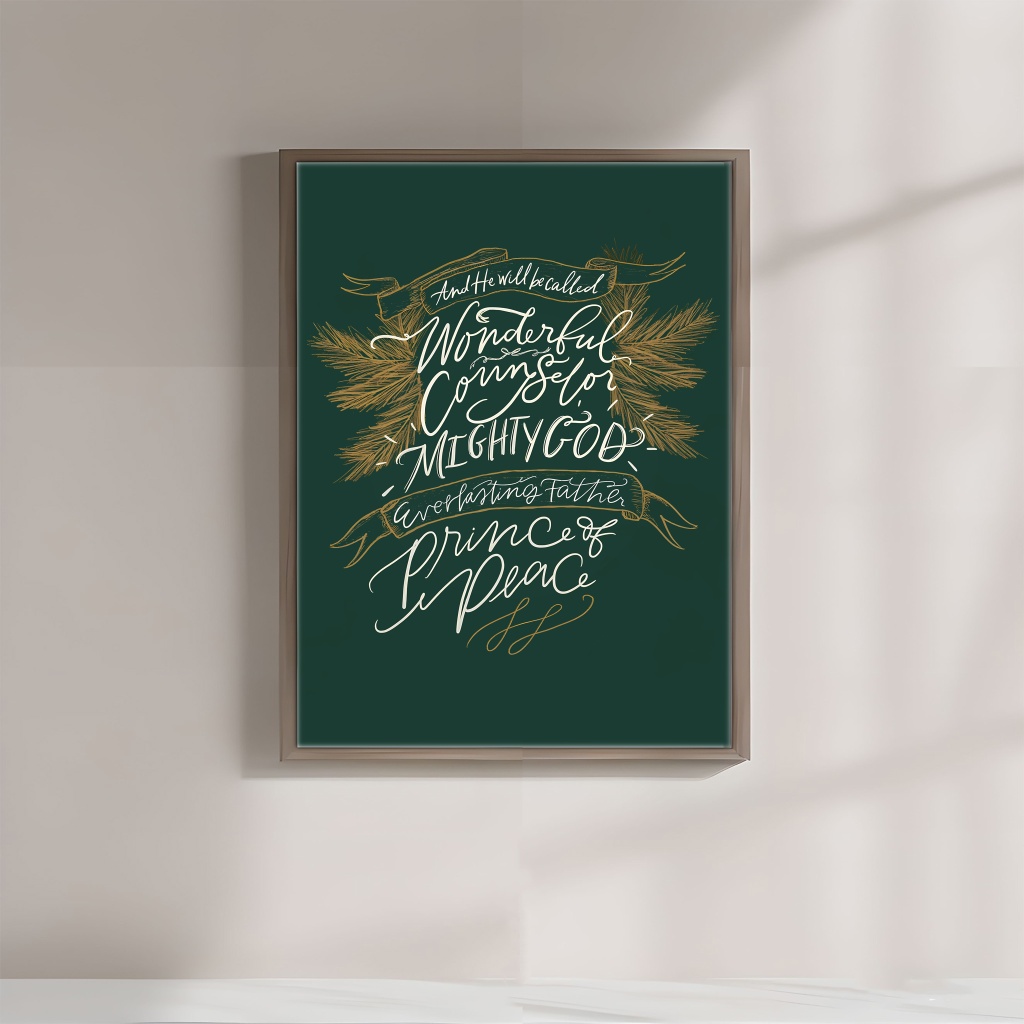 And He will be called
Wonderful
Counselor
MIGHTY GOD
Everlasting Father
Prince of
Peace